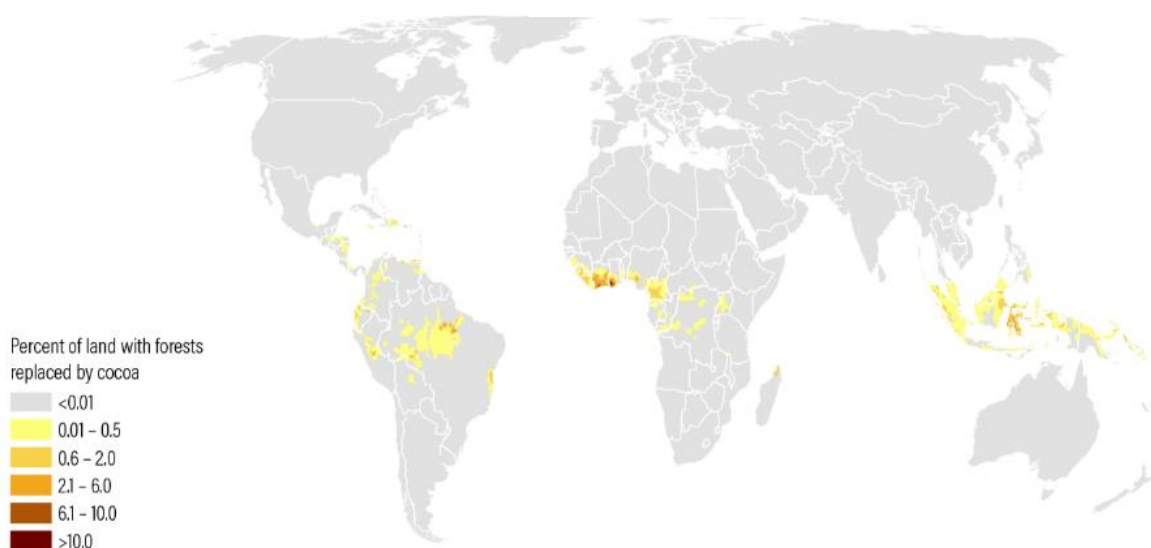 Percent of land with forests
replaced by cocoa
<0.01
0.01 – 0.5
0.6 – 2.0
2.1 – 6.0
6.1 – 10.0
>10.0